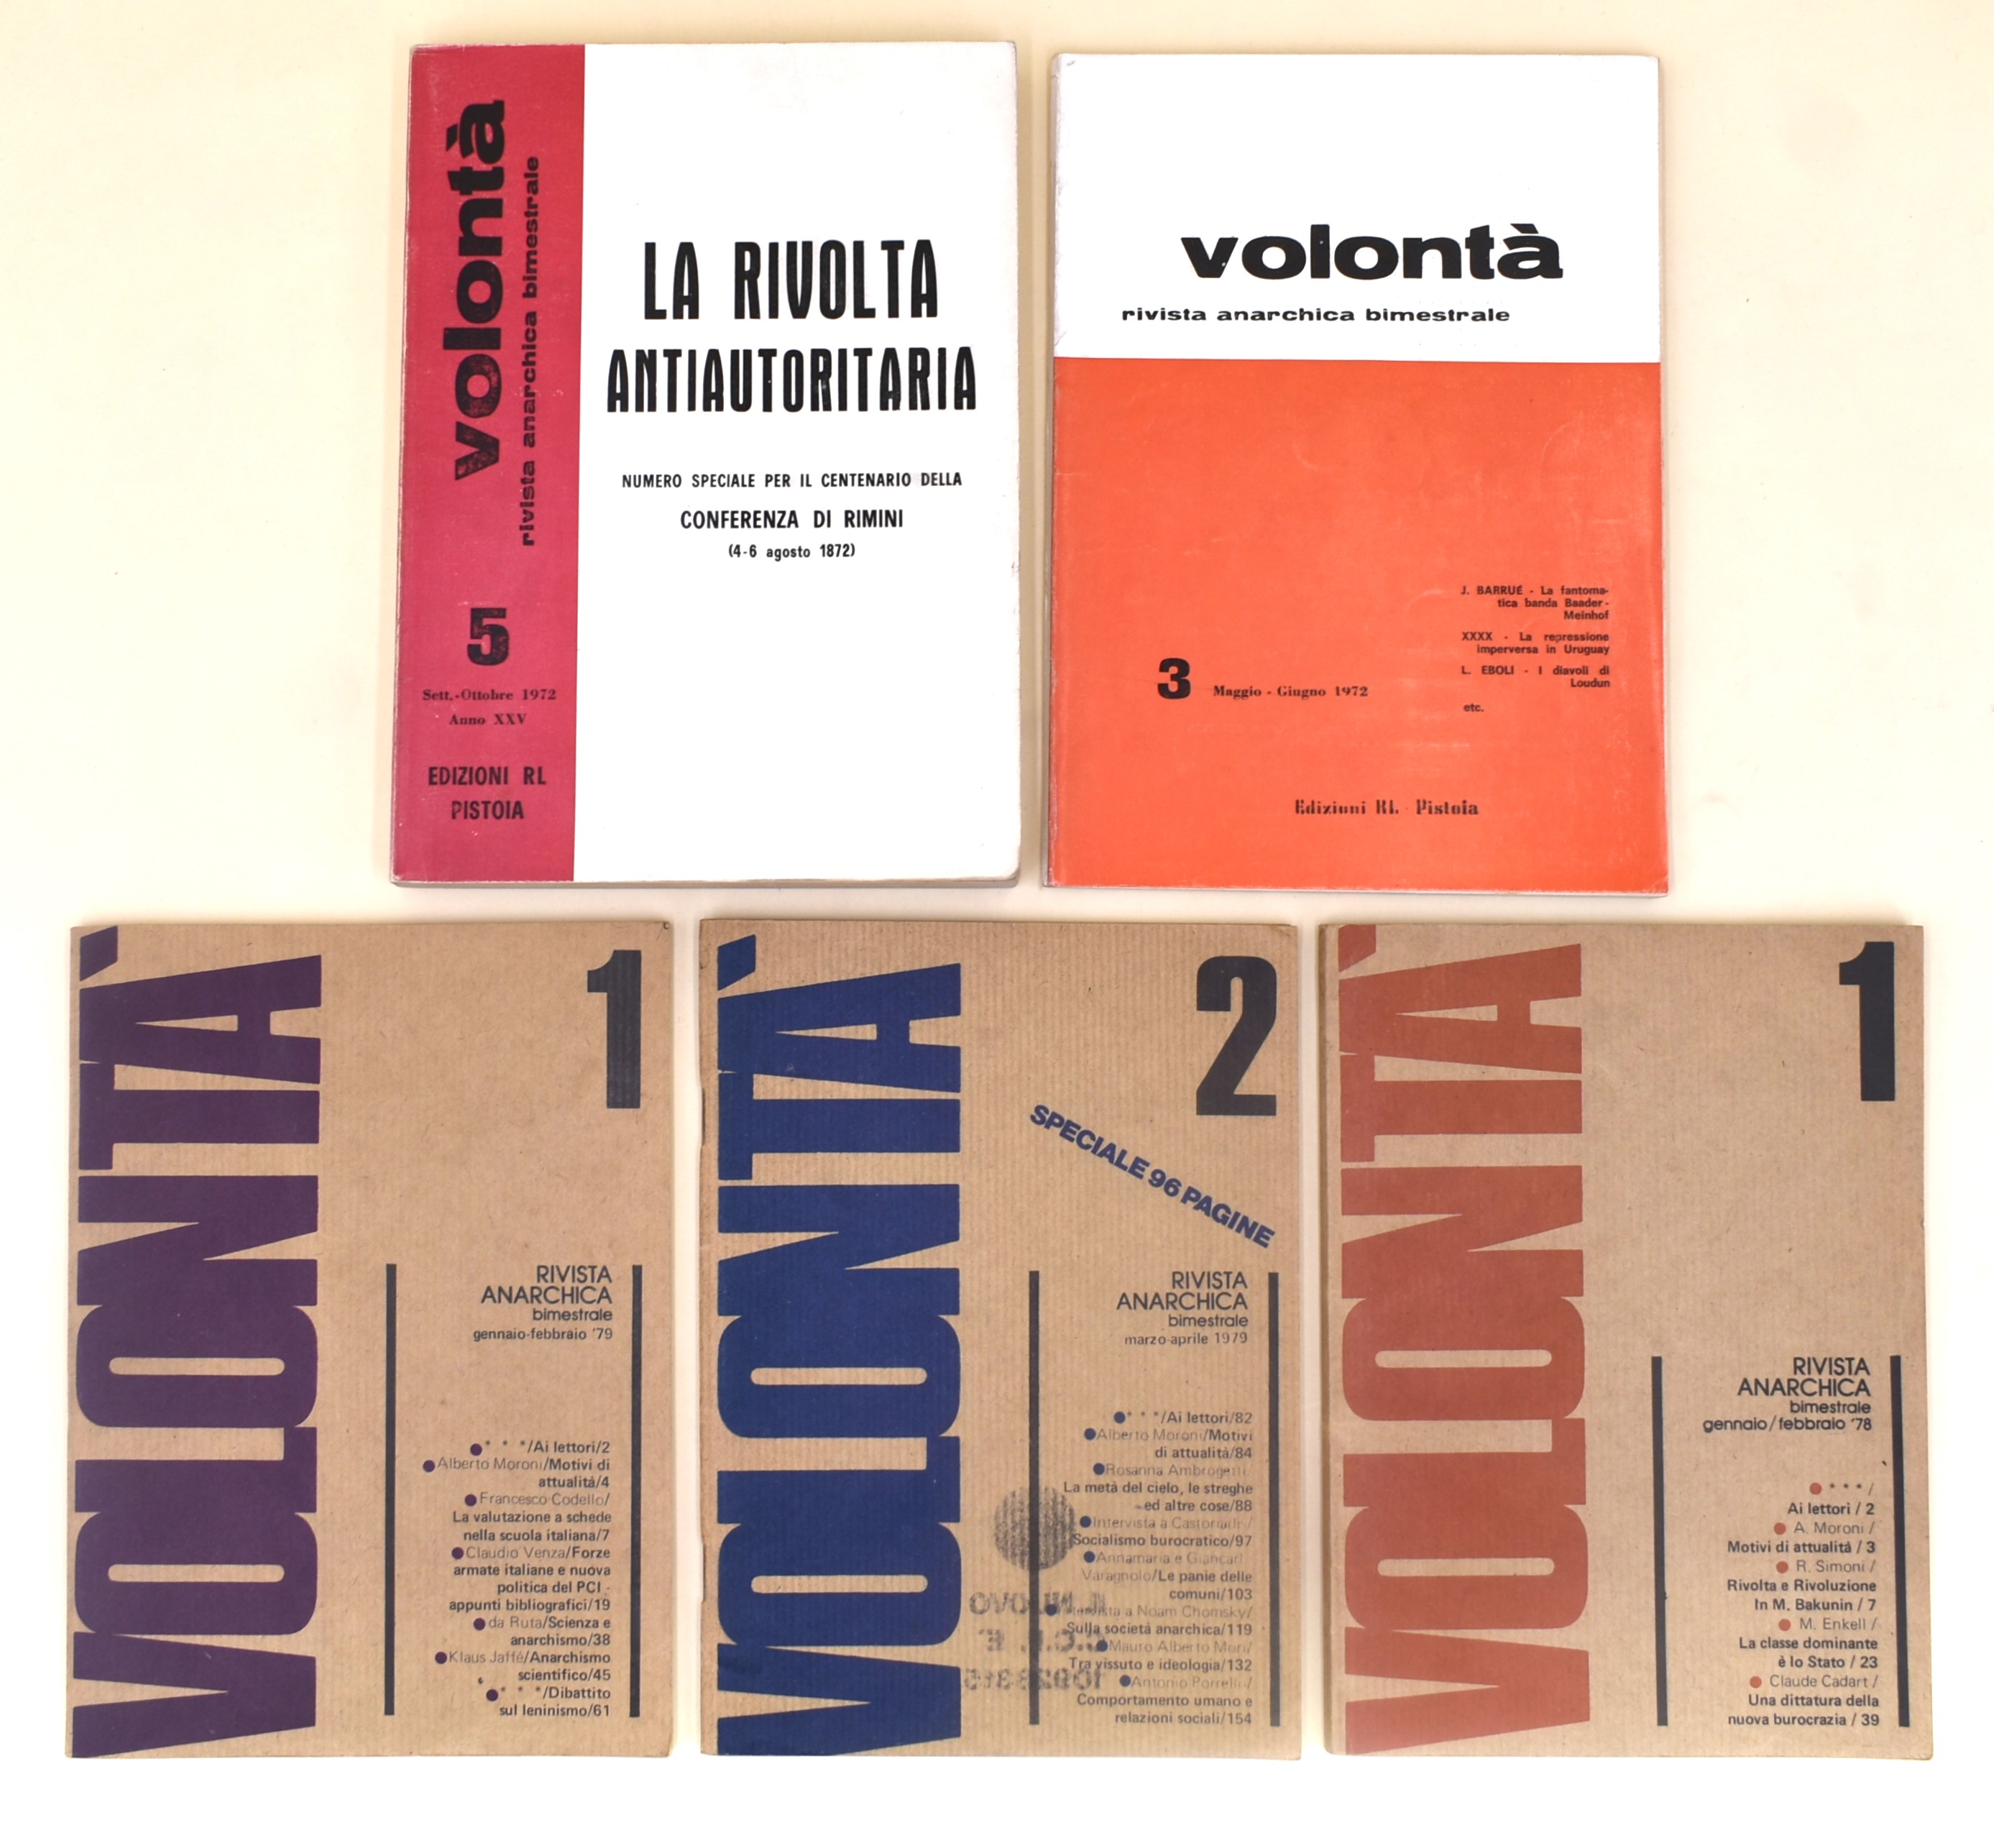 volontà
rivista anarchica bimestrale
5
Sett.-Ottobre 1972
Anno XXV
EDIZIONI RL
PISTOIA
LA RIVOLTA
ANTIAUTORITARIA
NUMERO SPECIALE PER IL CENTENARIO DELLA
CONFERENZA DI RIMINI
(4-6 agosto 1872)
volontà
rivista anarchica bimestrale
J. BARRUÉ - La fantoma-
tica banda Baader-
Meinhof
XXXX - La repressione
imperversa in Uruguay
L. EBOLI - I diavoli di
Loudun
etc.
3 Maggio - Giugno 1972
Edizioni RL - Pistoia
VOLONTÀ
1
RIVISTA
ANARCHICA
bimestrale
gennaio-febbraio '79
* * */Ai lettori/2
Alberto Moroni/Motivi di
attualità/4
Francesco Codello/
La valutazione a schede
nella scuola italiana/7
Claudio Venza/Forze
armate italiane e nuova
politica del PCI -
appunti bibliografici/19
da Ruta/Scienza e
anarchismo/38
Klaus Jaffé/Anarchismo
scientifico/45
* * */Dibattito
sul leninismo/61
VOLONTÀ
2
SPECIALE 96 PAGINE
RIVISTA
ANARCHICA
bimestrale
marzo-aprile 1979
* * */Ai lettori/82
Alberto Moroni/Motivi
di attualità/84
Rosanna Ambrogetti
La metà del cielo, le streghe
ed altre cose/88
Intervista a Castoriadis/
Socialismo burocratico/97
Annamaria e Giancarl
Varagnolo/Le panie delle
comuni/103
a Noam Chomsky/
Sulla società anarchica/119
Mauro Alberto Mori/
Tra vissuto e ideologia/132
Antonio Porrelli/
Comportamento umano e
relazioni sociali/154
IL NUOVO
VOLONTÀ
1
RIVISTA
ANARCHICA
bimestrale
gennaio/febbraio '78
* * * /
Ai lettori / 2
A. Moroni /
Motivi di attualità / 3
R. Simoni /
Rivolta e Rivoluzione
In M. Bakunin / 7
M. Enkell /
La classe dominante
è lo Stato / 23
Claude Cadart /
Una dittatura della
nuova burocrazia / 39